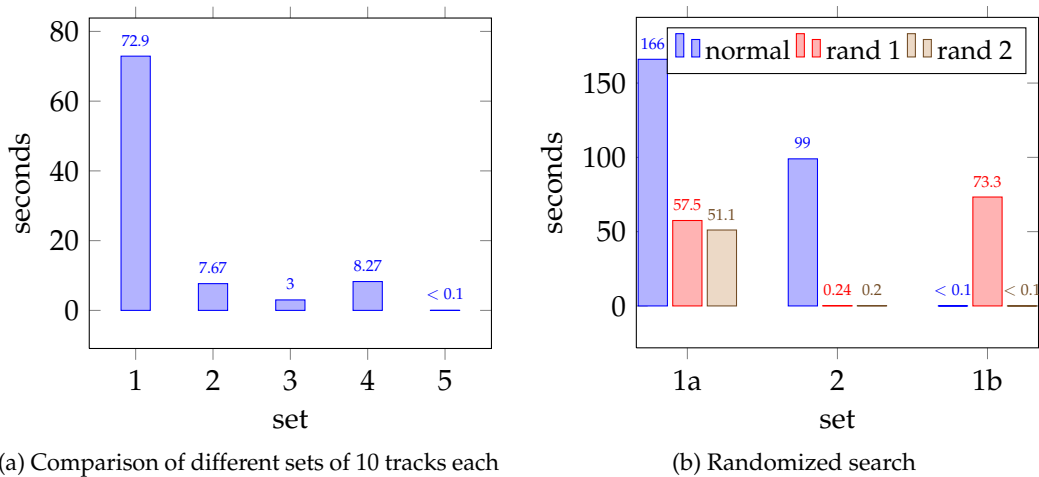 80
60
40
20
0
seconds
72.9
7.67
3
8.27
< 0.1
1 2 3 4 5
set
(a) Comparison of different sets of 10 tracks each
150
100
50
0
seconds
normal rand 1 rand 2
166
57.5
51.1
99
0.24
0.2
< 0.1
73.3
< 0.1
1a 2 1b
set
(b) Randomized search